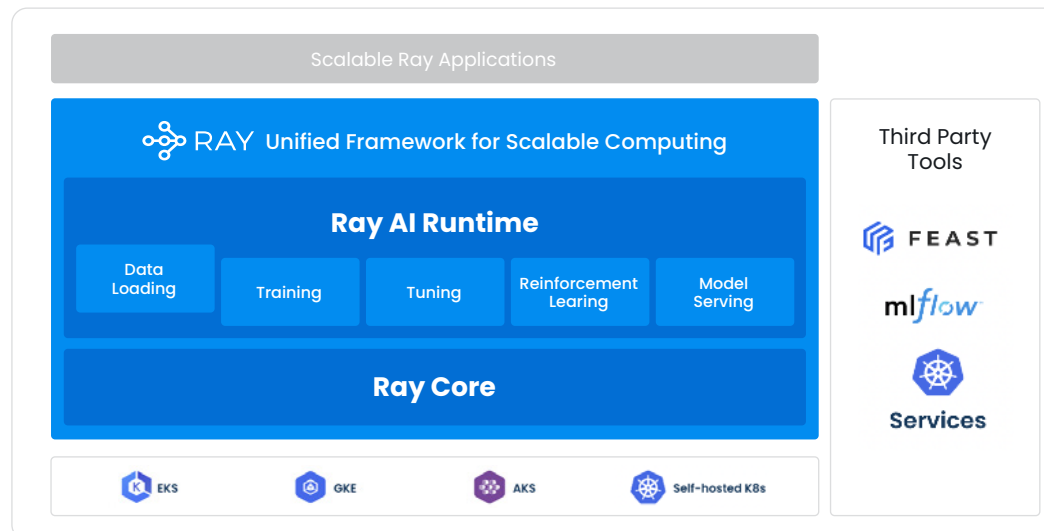 Scalable Ray Applications
RAY Unified Framework for Scalable Computing
Ray AI Runtime
Data
Loading
Training
Tuning
Reinforcement
Learing
Model
Serving
Ray Core
EKS
GKE
AKS
Self-hosted K8s
Third Party
Tools
FEAST
mlflow
Services